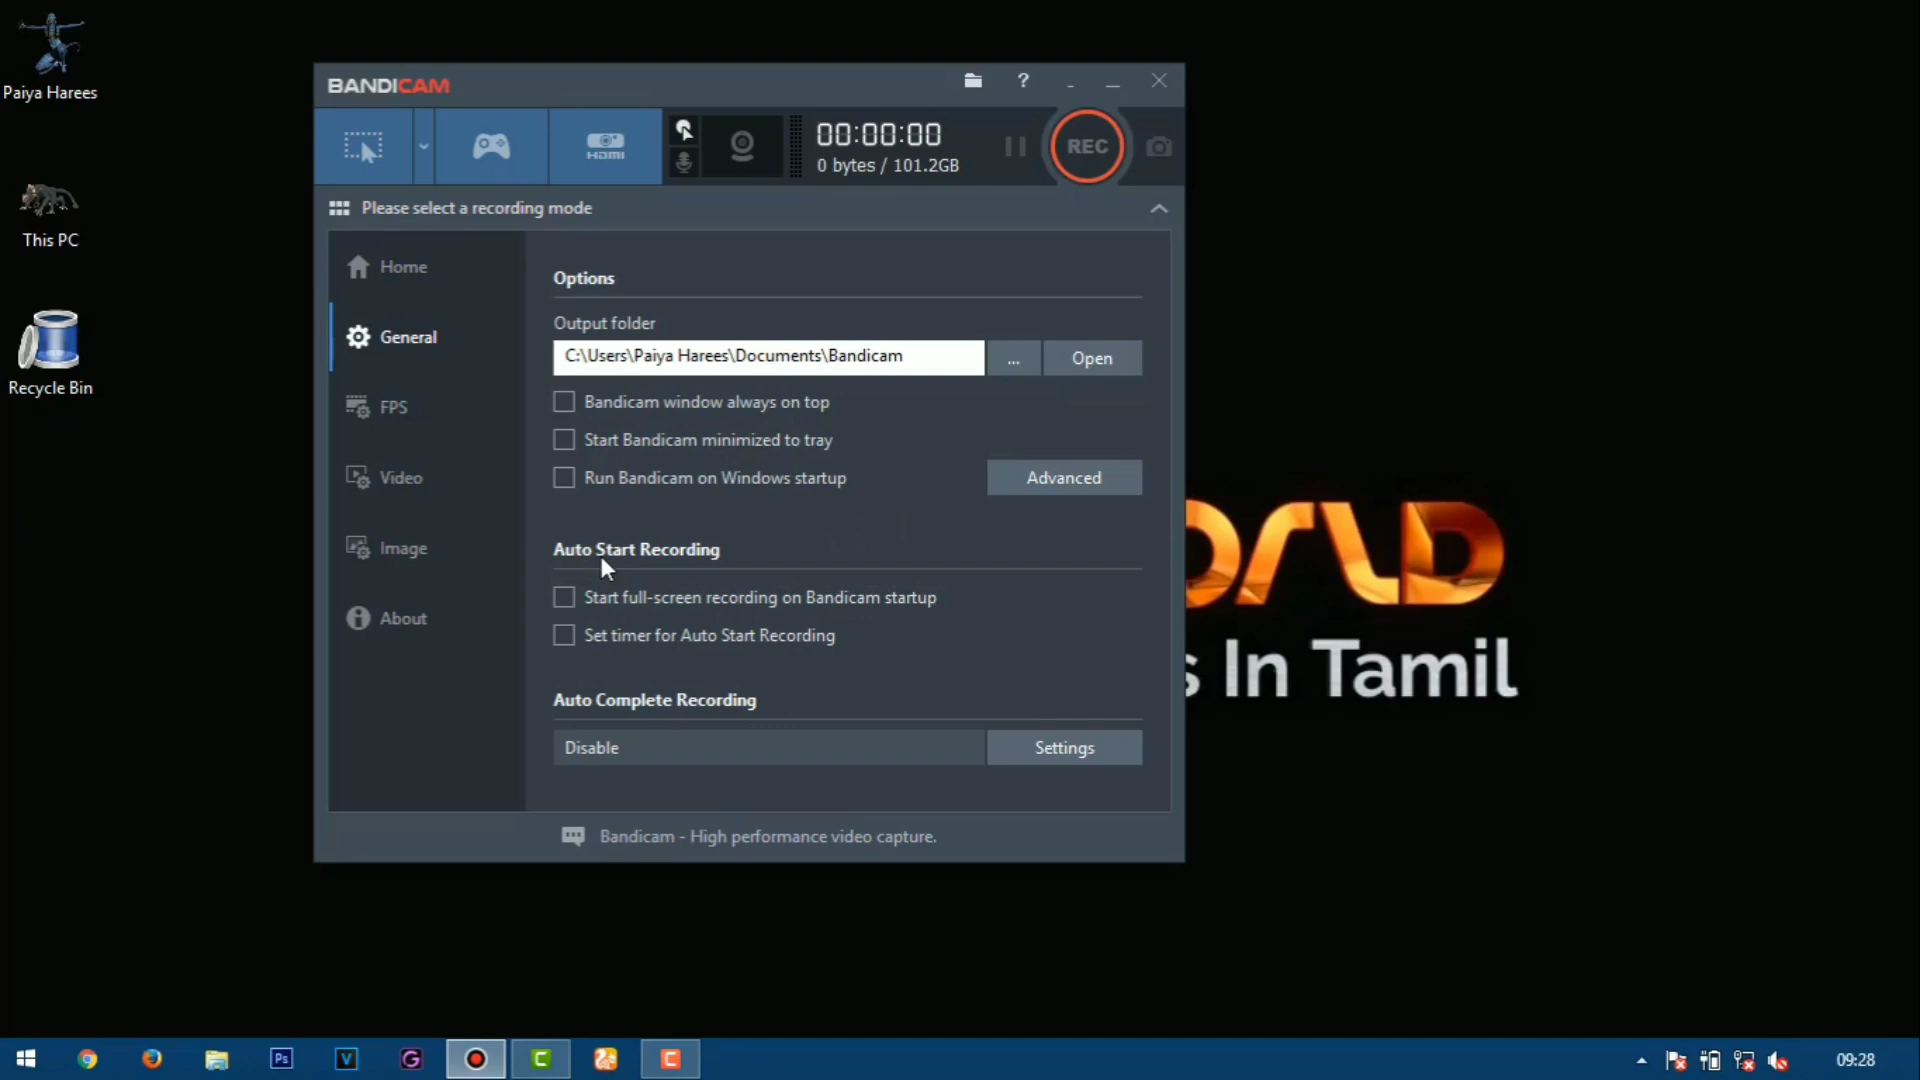 Paiya Harees
This PC
Recycle Bin
BANDICAM
?
HDMI
00:00:00
0 bytes / 101.2GB
REC
Please select a recording mode
Home
General
FPS
Video
Image
About
Options
Output folder
C:\Users\Paiya Harees\Documents\Bandicam
...
Open
Bandicam window always on top
Start Bandicam minimized to tray
Run Bandicam on Windows startup
Advanced
Auto Start Recording
Start full-screen recording on Bandicam startup
Set timer for Auto Start Recording
Auto Complete Recording
Disable
Settings
Bandicam - High performance video capture.
ORLD
s In Tamil
Ps
V
G
C
C
09:28